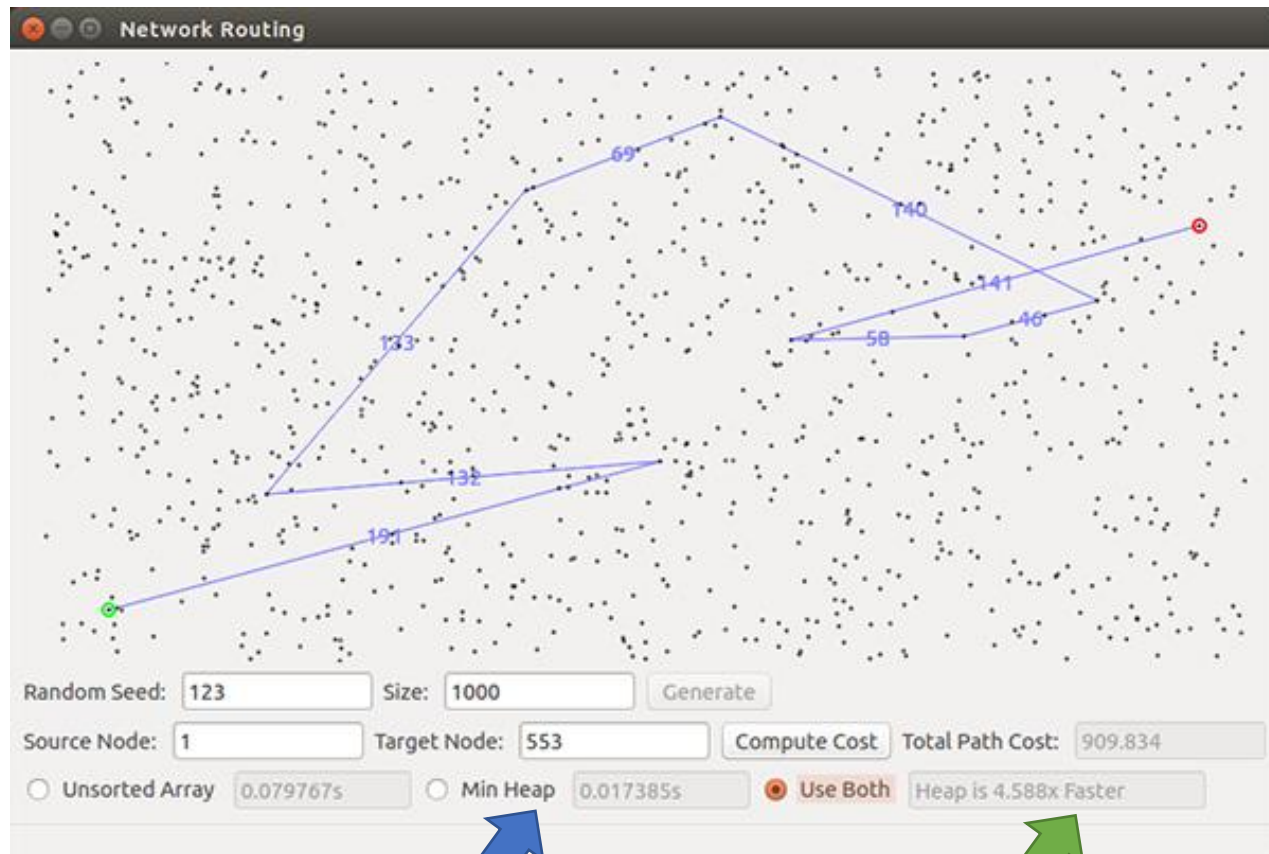 Network Routing
69
140
141
46
58
133
132
191
Random Seed: 123 Size: 1000 Generate
Source Node: 1 Target Node: 553 Compute Cost Total Path Cost: 909.834
Unsorted Array 0.079767s Min Heap 0.017385s Use Both Heap is 4.588x Faster